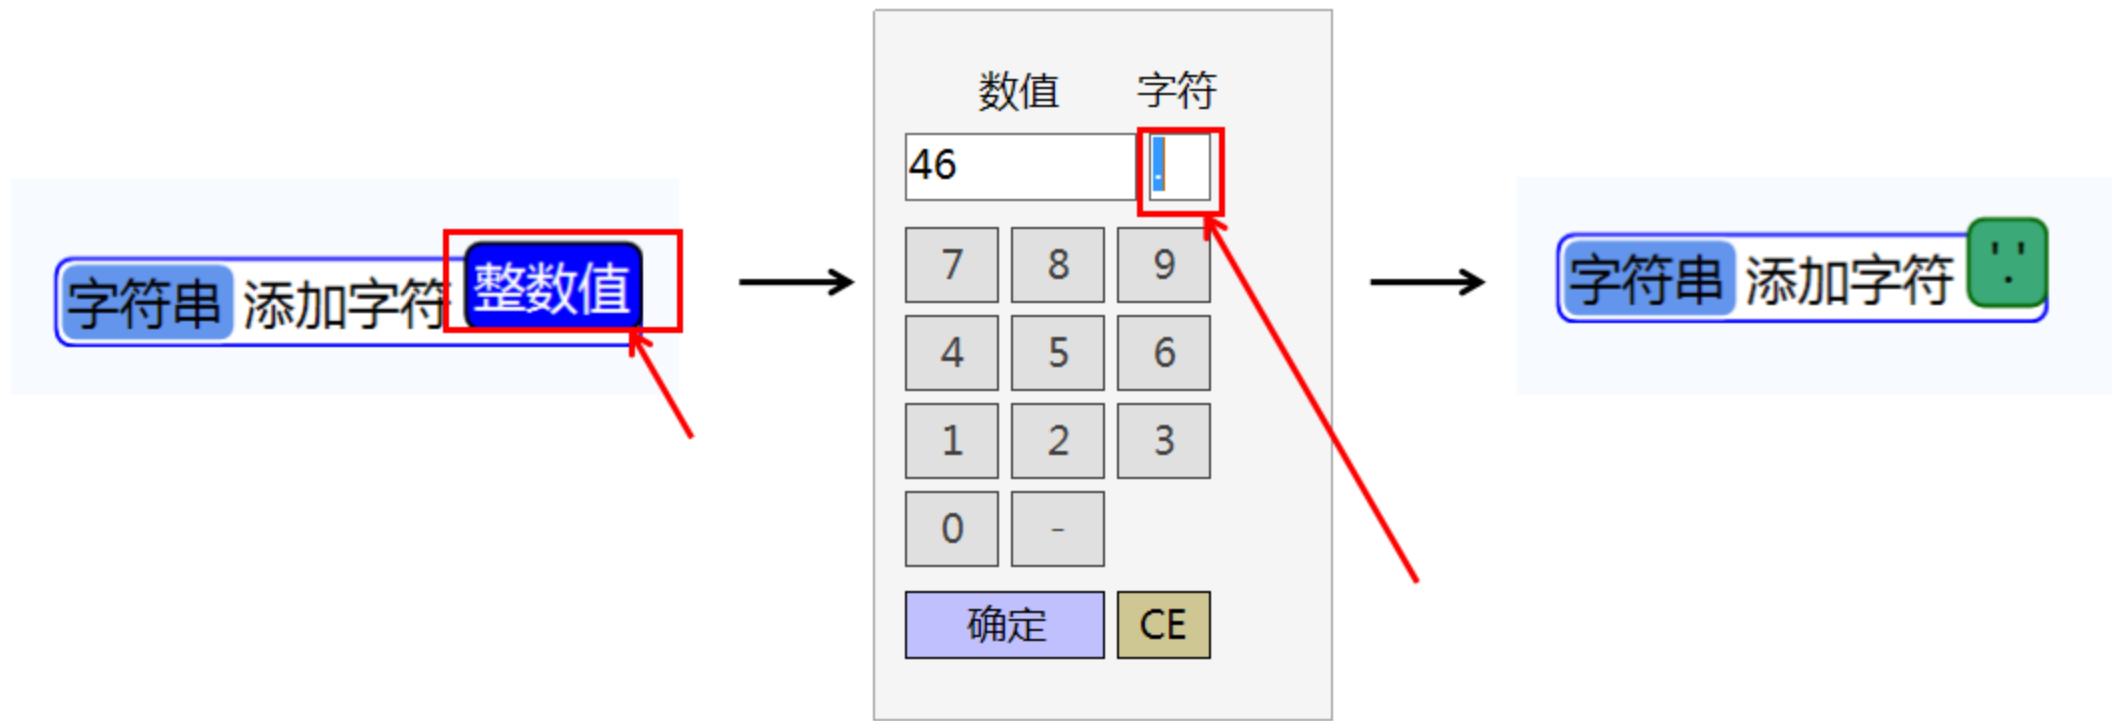 字符串 添加字符 整数值
数值 字符
46 .
7 8 9
4 5 6
1 2 3
0 -
确定 CE
字符串 添加字符 '.'